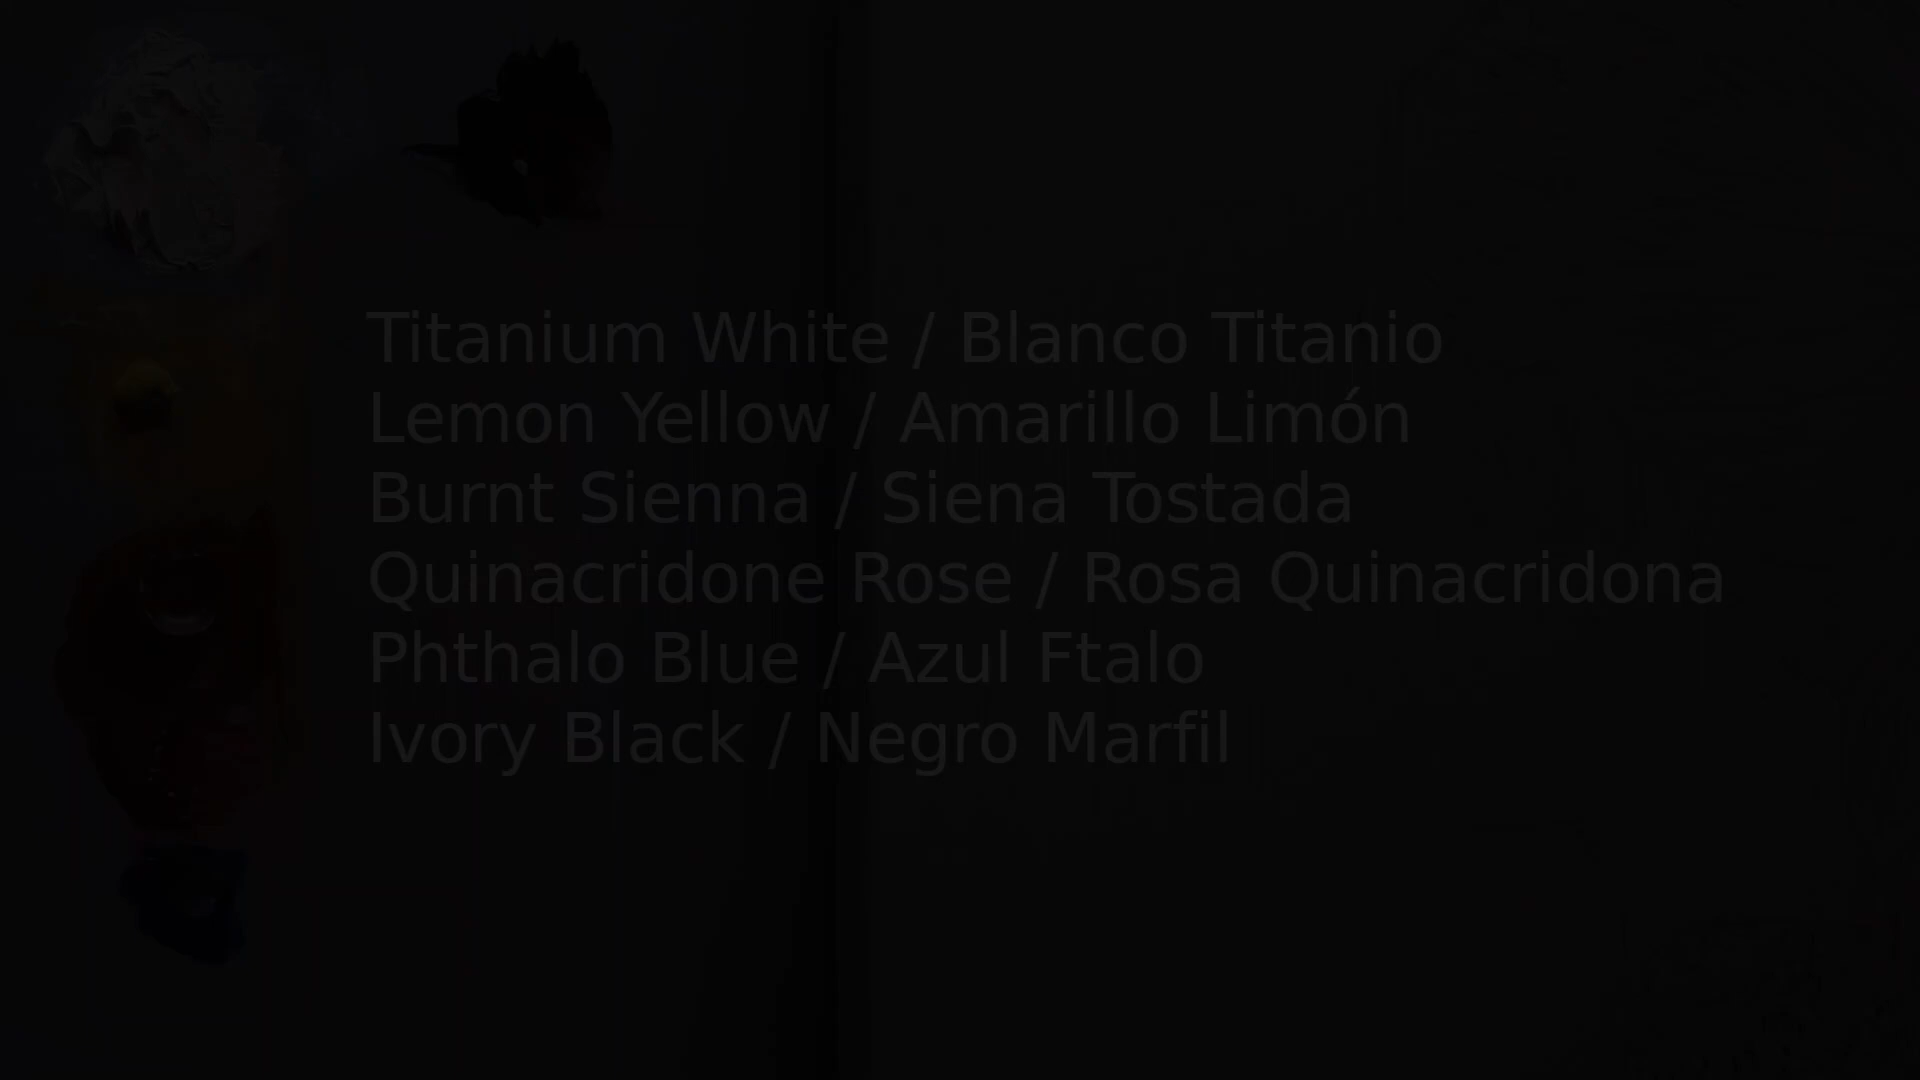 Titanium White / Blanco Titanio
Lemon Yellow / Amarillo Limón
Burnt Sienna / Siena Tostada
Quinacridone Rose / Rosa Quinacridona
Phthalo Blue / Azul Ftalo
Ivory Black / Negro Marfil